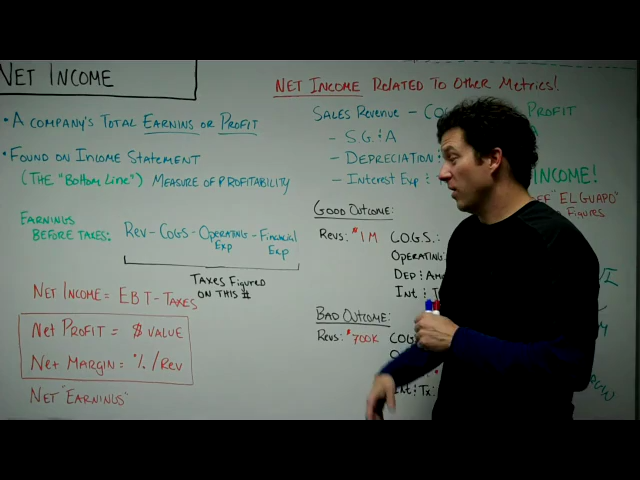 NET INCOME
• A COMPANY'S TOTAL EARNINS OR PROFIT
• FOUND ON INCOME STATEMENT
(THE "BOTTOM LINE") MEASURE OF PROFITABILITY
EARNINGS
BEFORE TAXES:
REV - COGS - OPERATING - FINANCIAL
EXP EXP
TAXES FIGURED
ON THIS #
NET INCOME = EBT - TAXES
NET PROFIT = $ VALUE
NET MARGIN = % / REV
NET "EARNINGS"
NET INCOME RELATED TO OTHER METRICS!
SALES REVENUE - COG PROFIT
- S.G.&A
- DEPRECIATION &
- INTEREST EXP & INCOME!
EF "EL GUAPO"
FIGURES
GOOD OUTCOME:
REVS: $1M C.O.G.S.:
OPERATING
DEP & AM
INT & T
BAD OUTCOME:
REVS: $700K COG
INT & TX: